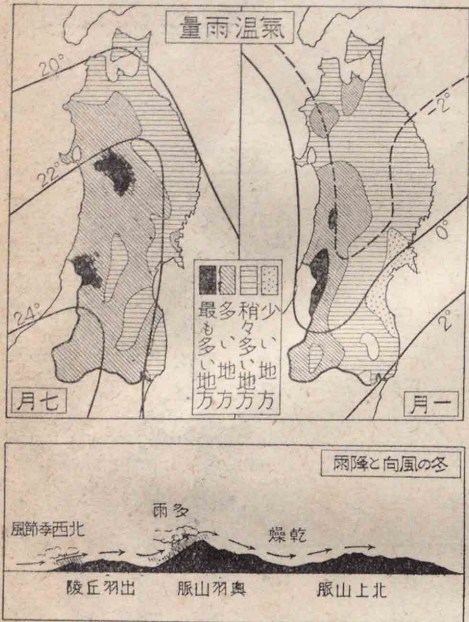 氣温雨量
-2°
0°
2°
一月
20°
22°
24°
七月
少い地方
稍々多い地方
多い地方
最も多い地方
冬の風向と降雨
北西季節風
多雨
乾燥
出羽丘陵
奥羽山脈
北上山脈